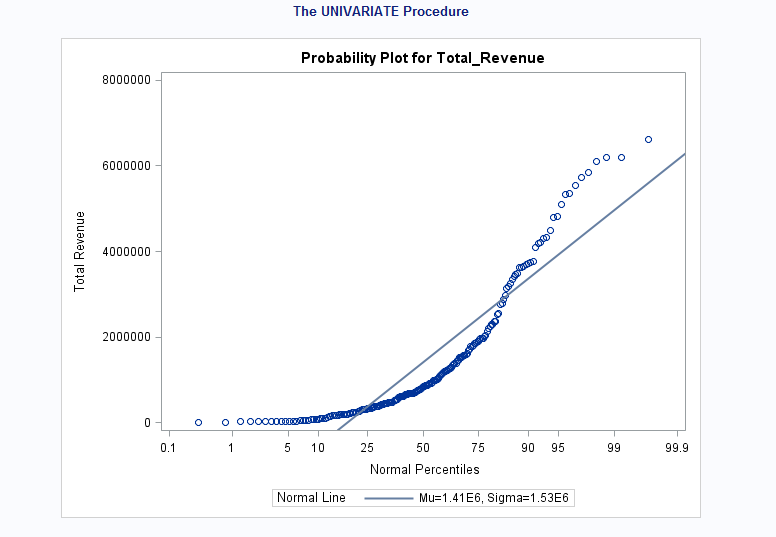 The UNIVARIATE Procedure
Probability Plot for Total_Revenue
8000000
6000000
4000000
2000000
0
Total Revenue
0.1 1 5 10 25 50 75 90 95 99 99.9
Normal Percentiles
Normal Line Mu=1.41E6, Sigma=1.53E6